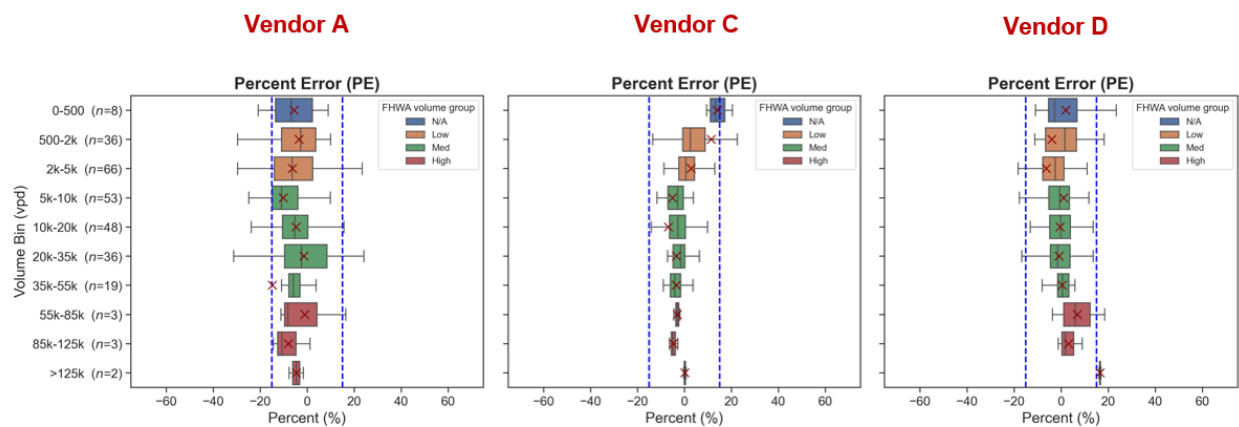 Vendor A
Vendor C
Vendor D
Percent Error (PE)
Percent Error (PE)
Percent Error (PE)
Volume Bin (vpd)
0-500 (n=8)
500-2k (n=36)
2k-5k (n=66)
5k-10k (n=53)
10k-20k (n=48)
20k-35k (n=36)
35k-55k (n=19)
55k-85k (n=3)
85k-125k (n=3)
>125k (n=2)
FHWA volume group
N/A
Low
Med
High
FHWA volume group
N/A
Low
Med
High
FHWA volume group
N/A
Low
Med
High
−60 −40 −20 0 20 40 60
−60 −40 −20 0 20 40 60
−60 −40 −20 0 20 40 60
Percent (%)
Percent (%)
Percent (%)